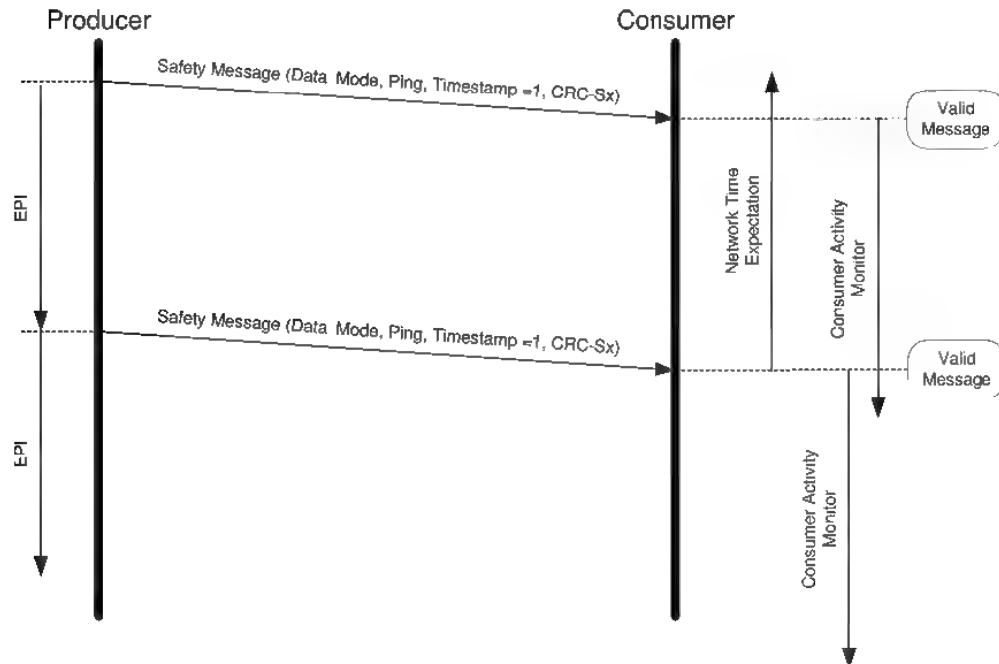 Producer
Consumer
Safety Message (Data Mode, Ping, Timestamp =1, CRC-Sx)
Valid
Message
EPI
Network Time
Expectation
Consumer Activity
Monitor
Safety Message (Data Mode, Ping, Timestamp =1, CRC-Sx)
Valid
Message
EPI
Consumer Activity
Monitor